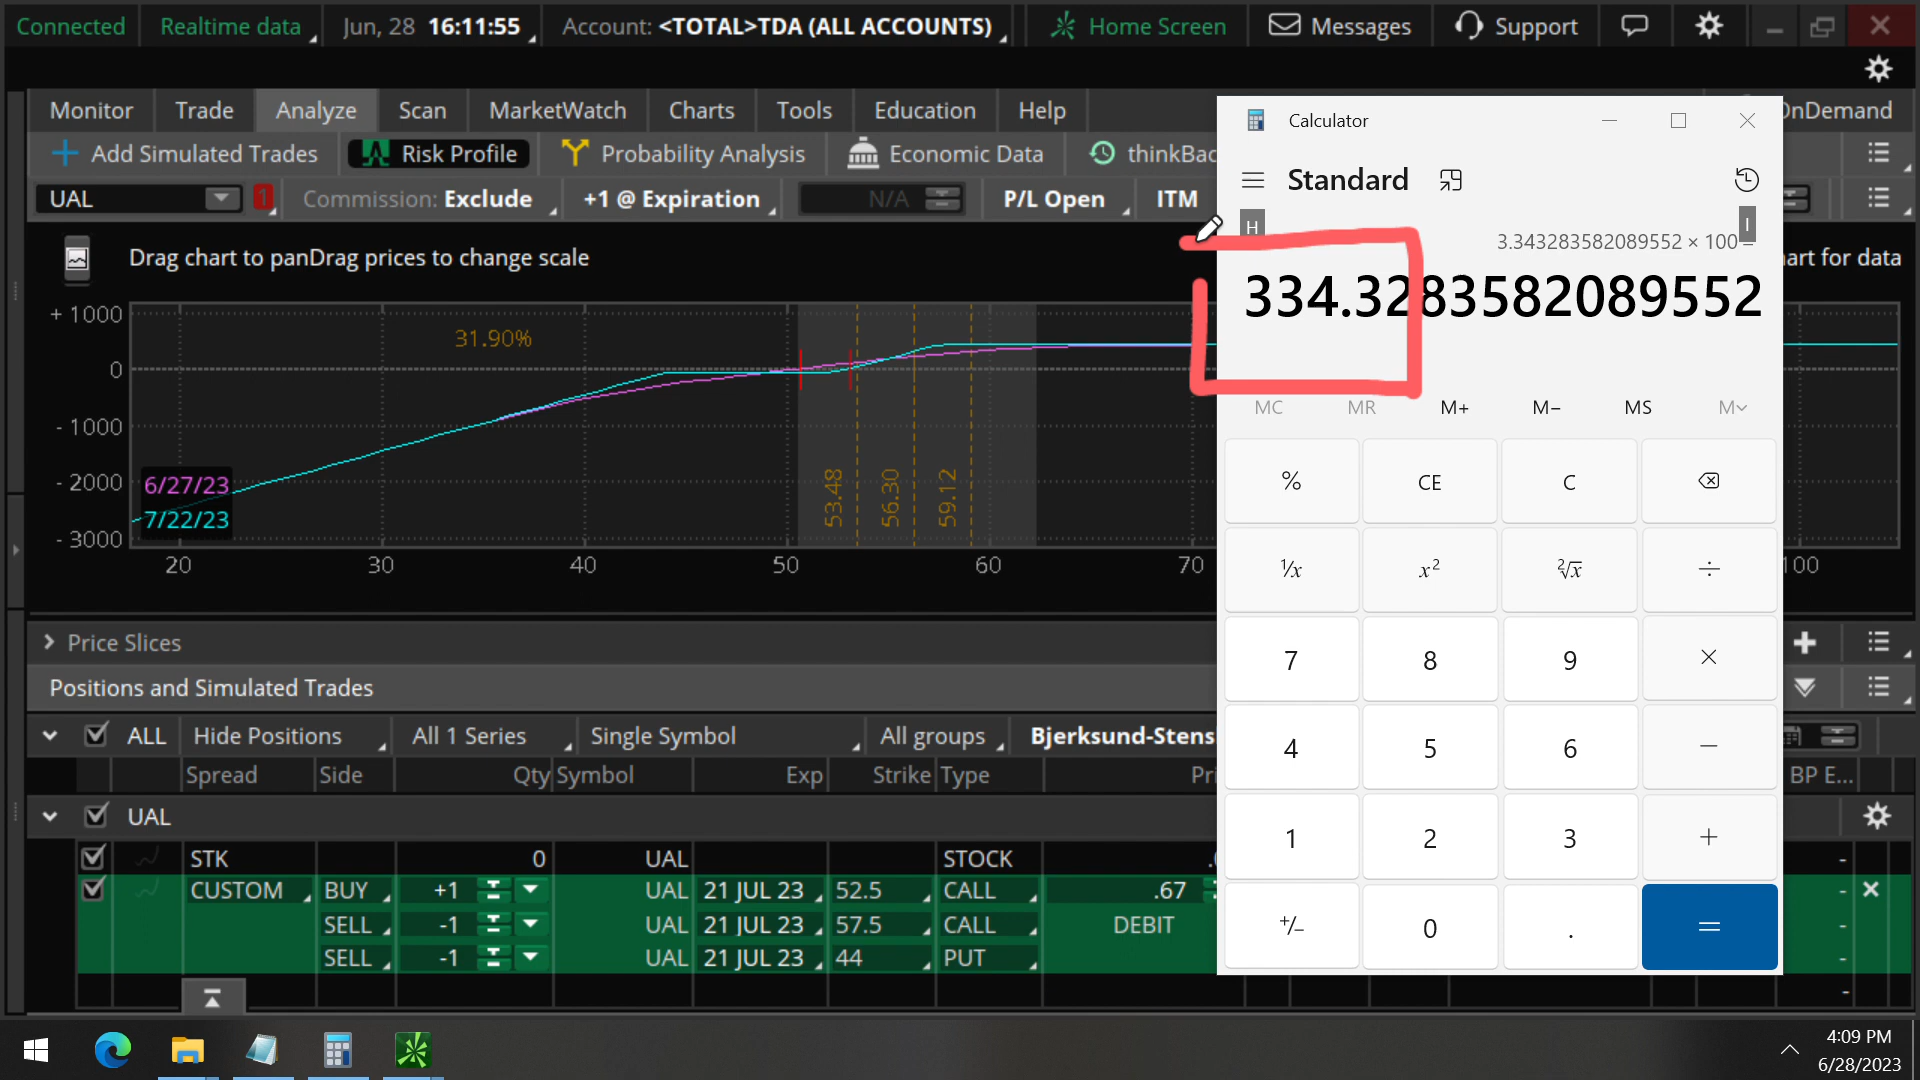 Connected Realtime data Jun, 28 16:11:55 Account: <TOTAL>TDA (ALL ACCOUNTS) Home Screen Messages Support
Monitor Trade Analyze Scan MarketWatch Charts Tools Education Help OnDemand
Add Simulated Trades Risk Profile Probability Analysis Economic Data thinkBac
UAL 1 Commission: Exclude +1 @ Expiration N/A P/L Open ITM
Drag chart to panDrag prices to change scale art for data
+ 1000
0
- 1000
- 2000
- 3000
31.90%
6/27/23
7/22/23
53.48
56.30
59.12
20 30 40 50 60 70 100
Price Slices
Positions and Simulated Trades
ALL Hide Positions All 1 Series Single Symbol All groups Bjerksund-Stens
Spread Side Qty Symbol Exp Strike Type Pri BP E...
UAL
STK 0 UAL STOCK -
CUSTOM BUY +1 UAL 21 JUL 23 52.5 CALL .67 -
SELL -1 UAL 21 JUL 23 57.5 CALL DEBIT -
SELL -1 UAL 21 JUL 23 44 PUT -
-
Calculator
Standard
H I
3.343283582089552 × 100 =
334.3283582089552
MC MR M+ M− MS M
% CE C
¹/x x² ²√x ÷
7 8 9 ×
4 5 6 −
1 2 3 +
+/− 0 . =
4:09 PM
6/28/2023